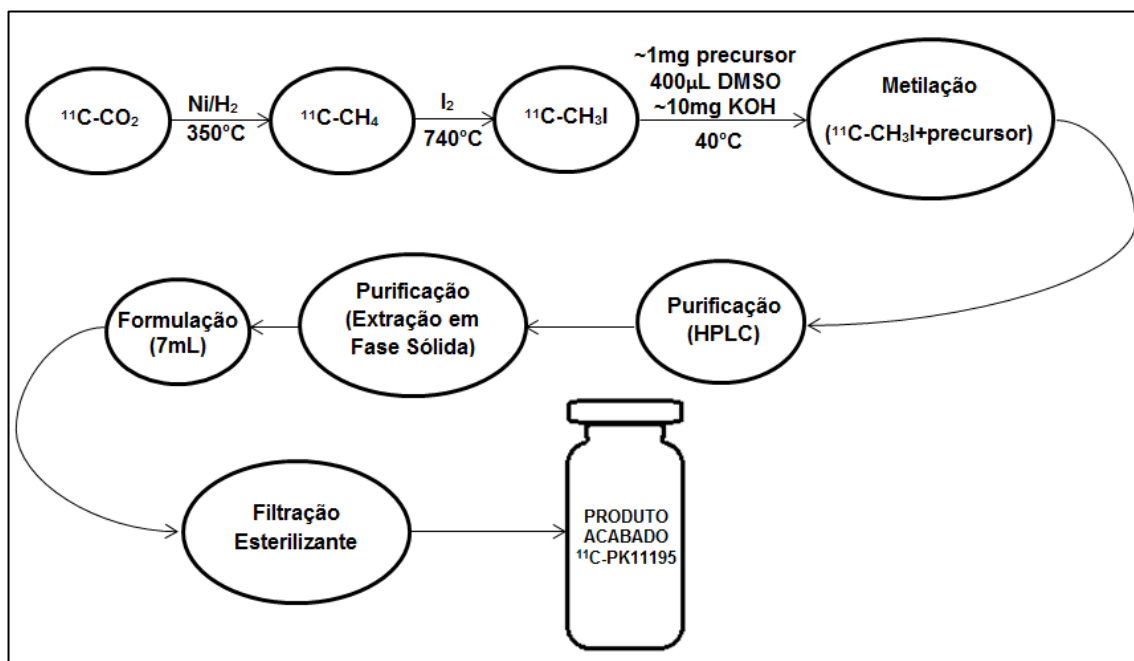 ¹¹C-CO₂
Ni/H₂
350°C
¹¹C-CH₄
I₂
740°C
¹¹C-CH₃I
~1mg precursor
400µL DMSO
~10mg KOH
40°C
Metilação
(¹¹C-CH₃I+precursor)
Purificação
(HPLC)
Purificação
(Extração em
Fase Sólida)
Formulação
(7mL)
Filtração
Esterilizante
PRODUTO
ACABADO
¹¹C-PK11195